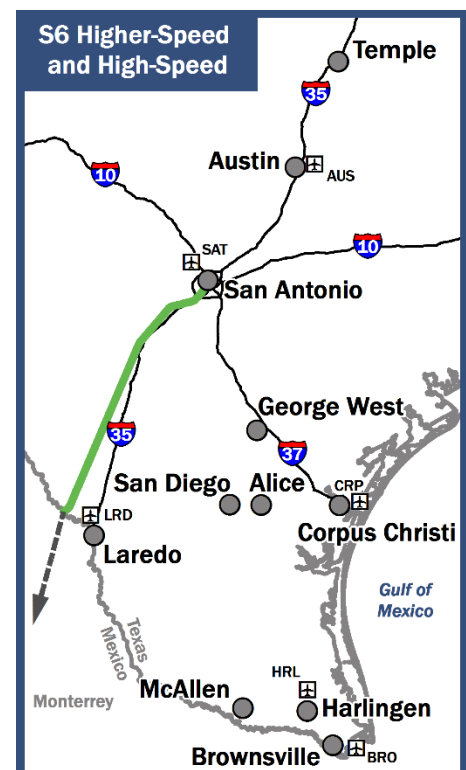 S6 Higher-Speed
and High-Speed
Temple
35
Austin
AUS
10
SAT
10
San Antonio
George West
35
37
San Diego
Alice
CRP
LRD
Corpus Christi
Laredo
Gulf of
Mexico
Texas
Mexico
HRL
McAllen
Monterrey
Harlingen
Brownsville
BRO